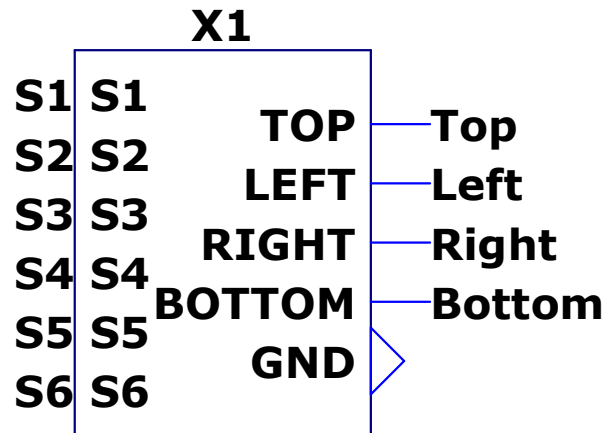 X1
S1 S1
TOP Top
S2 S2
LEFT Left
S3 S3
RIGHT Right
S4 S4
BOTTOM Bottom
S5 S5
GND
S6 S6